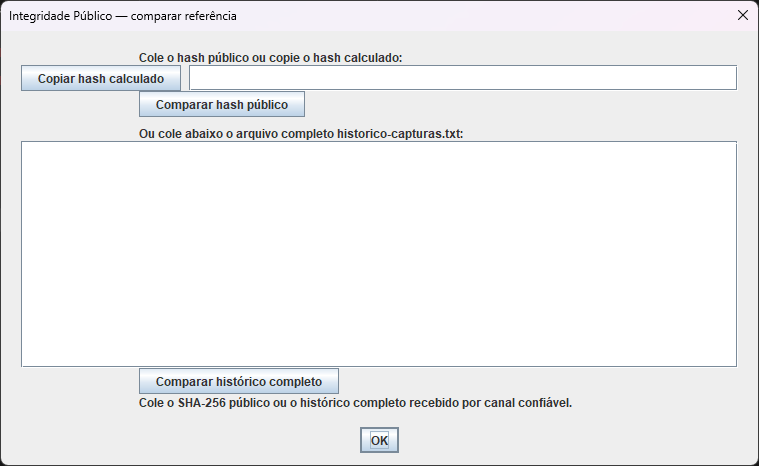 Integridade Público — comparar referência
Cole o hash público ou copie o hash calculado:
Copiar hash calculado
Comparar hash público
Ou cole abaixo o arquivo completo historico-capturas.txt:
Comparar histórico completo
Cole o SHA-256 público ou o histórico completo recebido por canal confiável.
OK